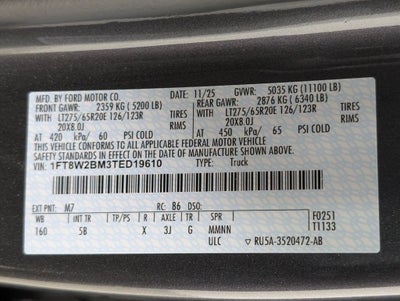 MFD. BY FORD MOTOR CO.
DATE: 11/25 GVWR: 5035 KG (11100 LB)
FRONT GAWR: 2359 KG (5200 LB) REAR GAWR: 2876 KG (6340 LB)
WITH LT275/65R20E 126/123R TIRES WITH LT275/65R20E 126/123R TIRES
20X8.0J RIMS 20X8.0J RIMS
AT 420 kPa/ 60 PSI COLD AT 450 kPa/ 65 PSI COLD
THIS VEHICLE CONFORMS TO ALL APPLICABLE FEDERAL MOTOR
VEHICLE SAFETY STANDARDS IN EFFECT ON THE DATE OF
MANUFACTURE SHOWN ABOVE.
VIN: 1FT8W2BM3TED19610
TYPE: Truck
EXT PNT: M7 RC: 86 DSO:
WB INT TR R AXLE TR SPR F0251
160 5B X 3J G MMNN T1133
ULC RU5A-3520472-AB